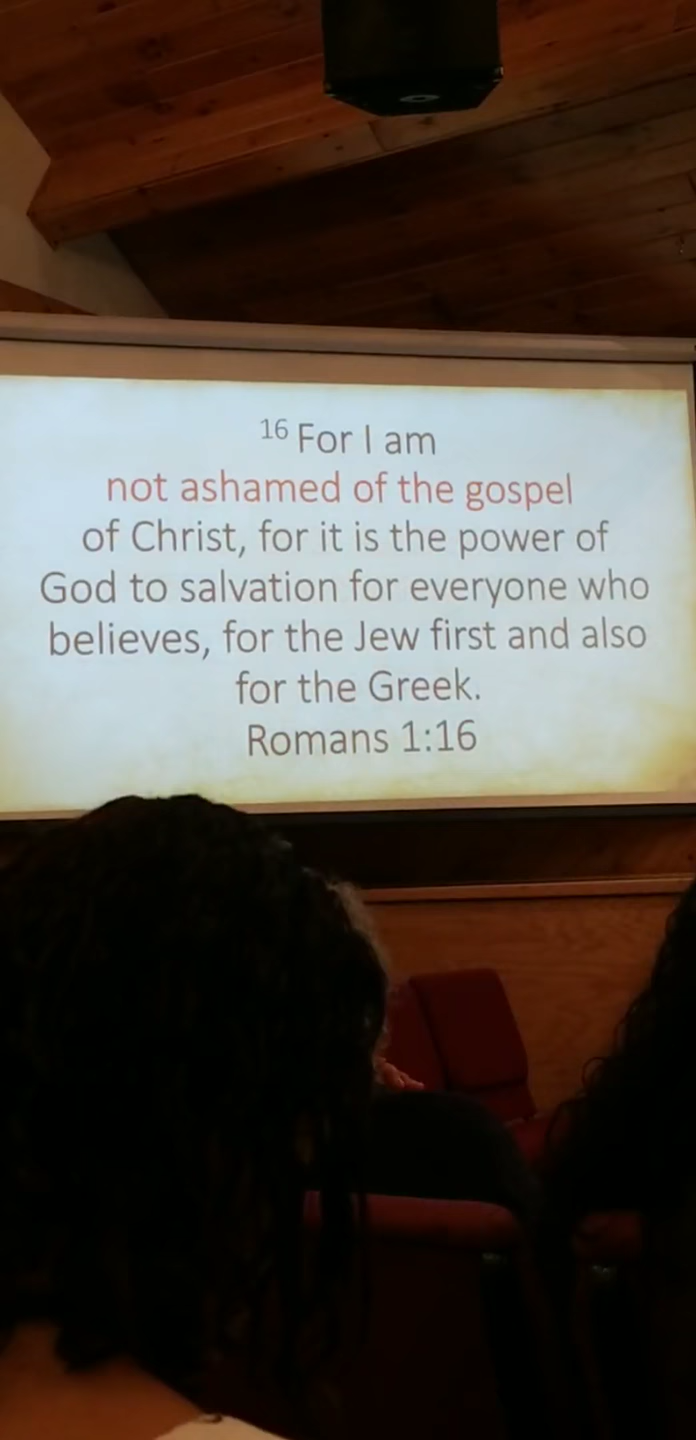 16 For I am
not ashamed of the gospel
of Christ, for it is the power of
God to salvation for everyone who
believes, for the Jew first and also
for the Greek.
Romans 1:16